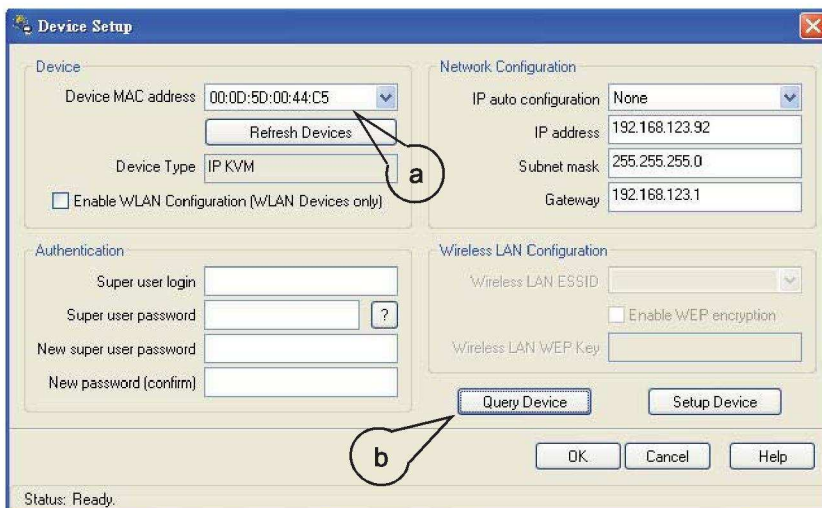 Device Setup
Device
Device MAC address 00:0D:5D:00:44:C5
Refresh Devices
Device Type IP KVM
Enable WLAN Configuration (WLAN Devices only)
a
Network Configuration
IP auto configuration None
IP address 192.168.123.92
Subnet mask 255.255.255.0
Gateway 192.168.123.1
Authentication
Super user login
Super user password ?
New super user password
New password (confirm)
Wireless LAN Configuration
Wireless LAN ESSID
Enable WEP encryption
Wireless LAN WEP Key
Query Device Setup Device
b
OK Cancel Help
Status: Ready.